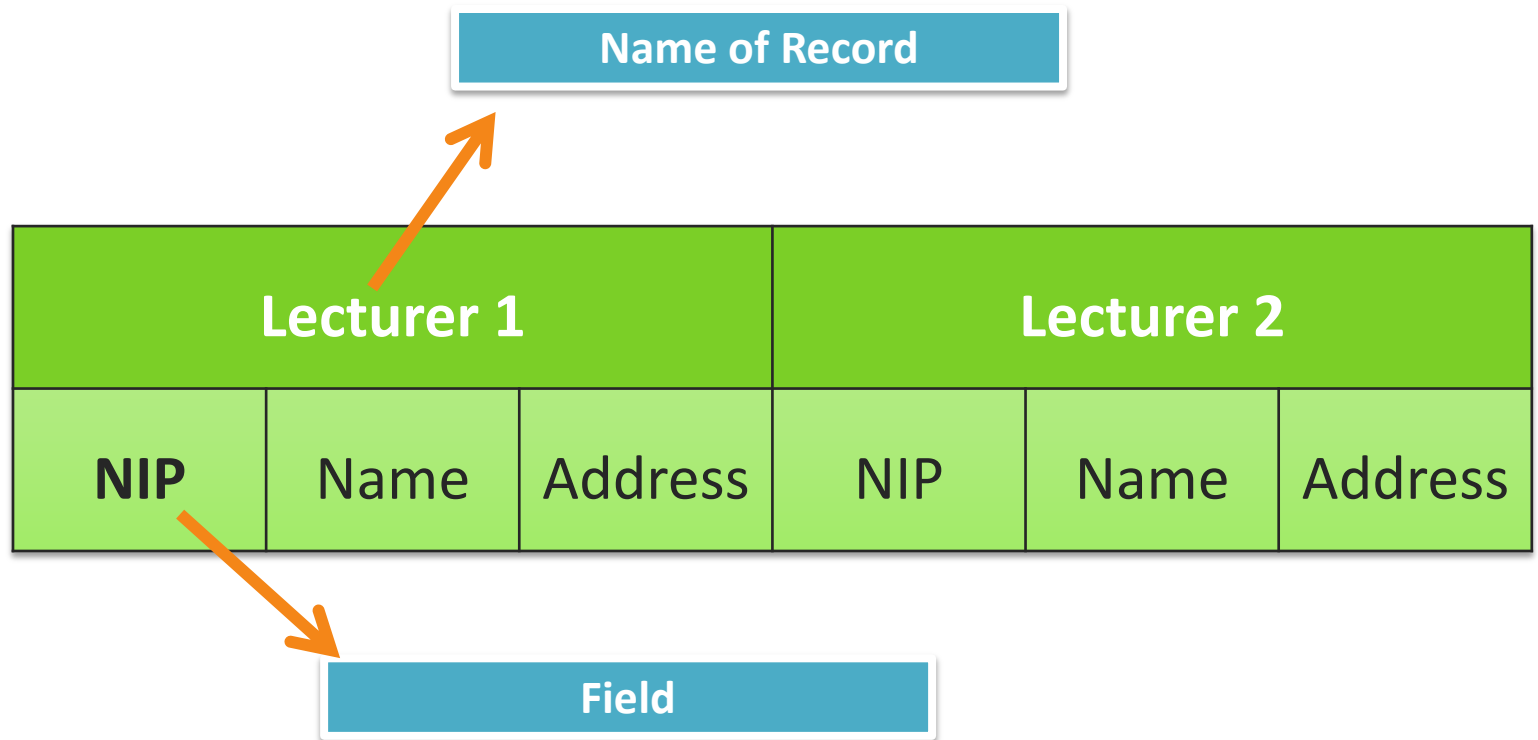 Name of Record
Lecturer 1 Lecturer 2
NIP Name Address NIP Name Address
Field